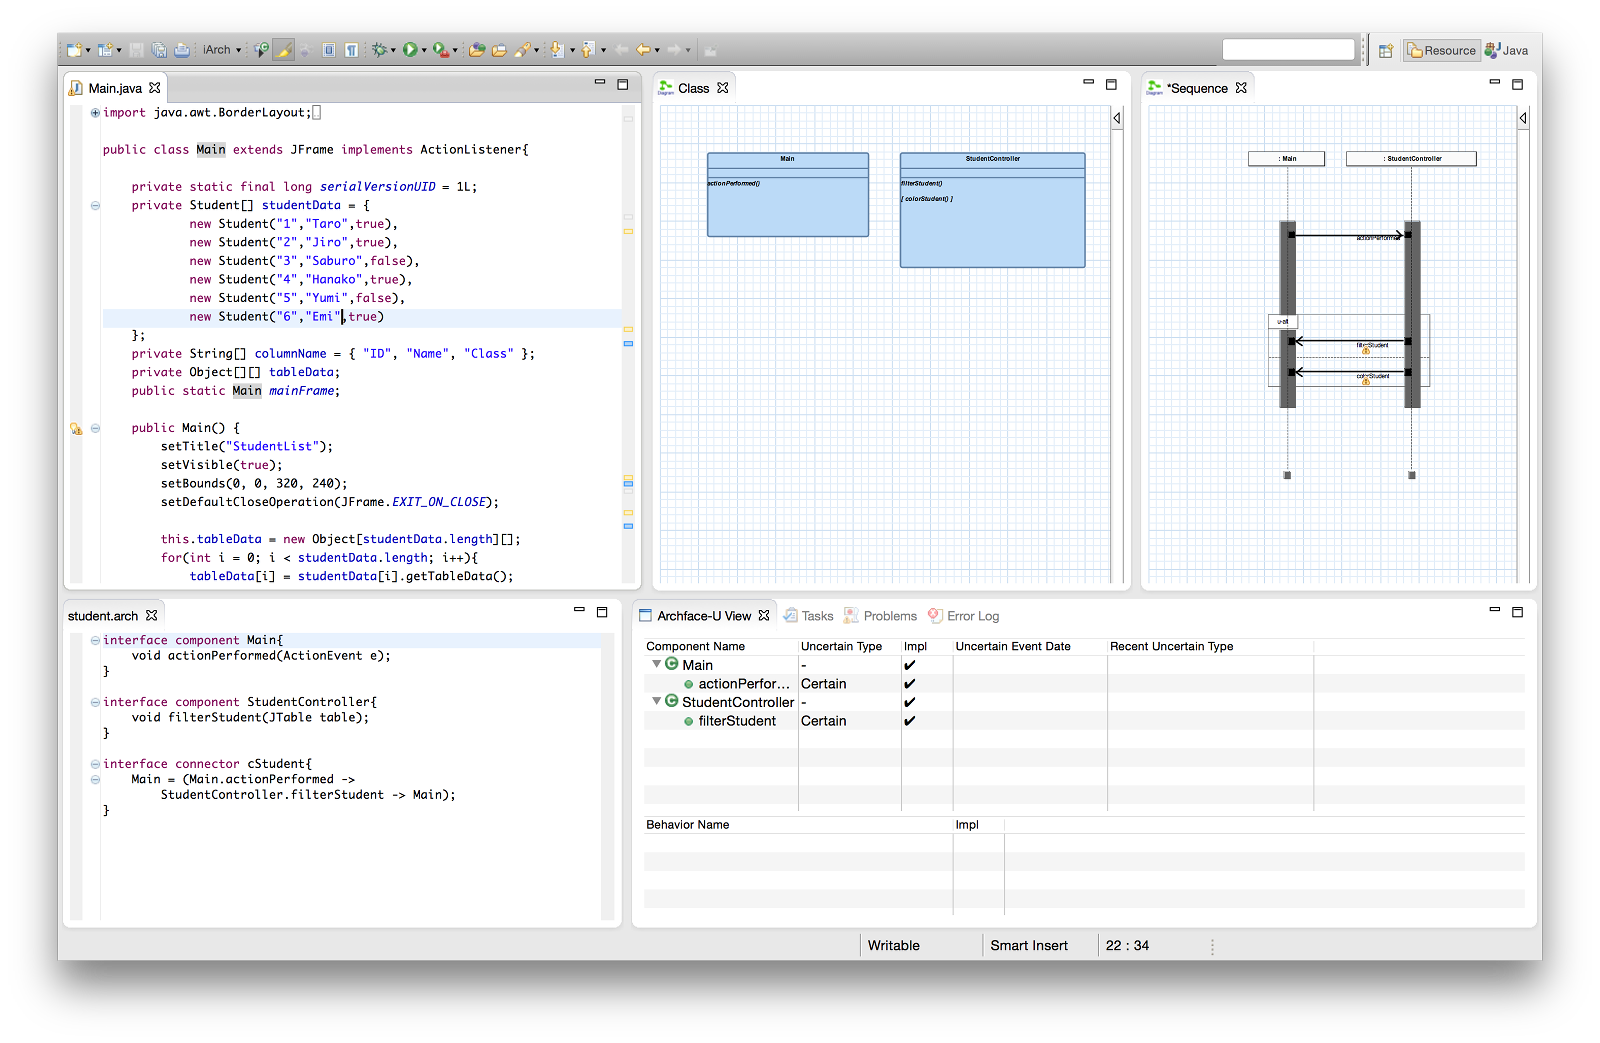 iArch
Resource
Java
Main.java
import java.awt.BorderLayout;
public class Main extends JFrame implements ActionListener{
private static final long serialVersionUID = 1L;
private Student[] studentData = {
new Student("1","Taro",true),
new Student("2","Jiro",true),
new Student("3","Saburo",false),
new Student("4","Hanako",true),
new Student("5","Yumi",false),
new Student("6","Emi",true)
};
private String[] columnName = { "ID", "Name", "Class" };
private Object[][] tableData;
public static Main mainFrame;
public Main() {
setTitle("StudentList");
setVisible(true);
setBounds(0, 0, 320, 240);
setDefaultCloseOperation(JFrame.EXIT_ON_CLOSE);
this.tableData = new Object[studentData.length][];
for(int i = 0; i < studentData.length; i++){
tableData[i] = studentData[i].getTableData();
Class
Main
actionPerformed()
StudentController
filterStudent()
[ colorStudent() ]
*Sequence
: Main
: StudentController
actionPerformed
u-alt
filterStudent
colorStudent
student.arch
interface component Main{
void actionPerformed(ActionEvent e);
}
interface component StudentController{
void filterStudent(JTable table);
}
interface connector cStudent{
Main = (Main.actionPerformed ->
StudentController.filterStudent -> Main);
}
Archface-U View
Tasks
Problems
Error Log
Component Name Uncertain Type Impl Uncertain Event Date Recent Uncertain Type
Main - ✔
actionPerfor... Certain ✔
StudentController - ✔
filterStudent Certain ✔
Behavior Name Impl
Writable
Smart Insert
22 : 34